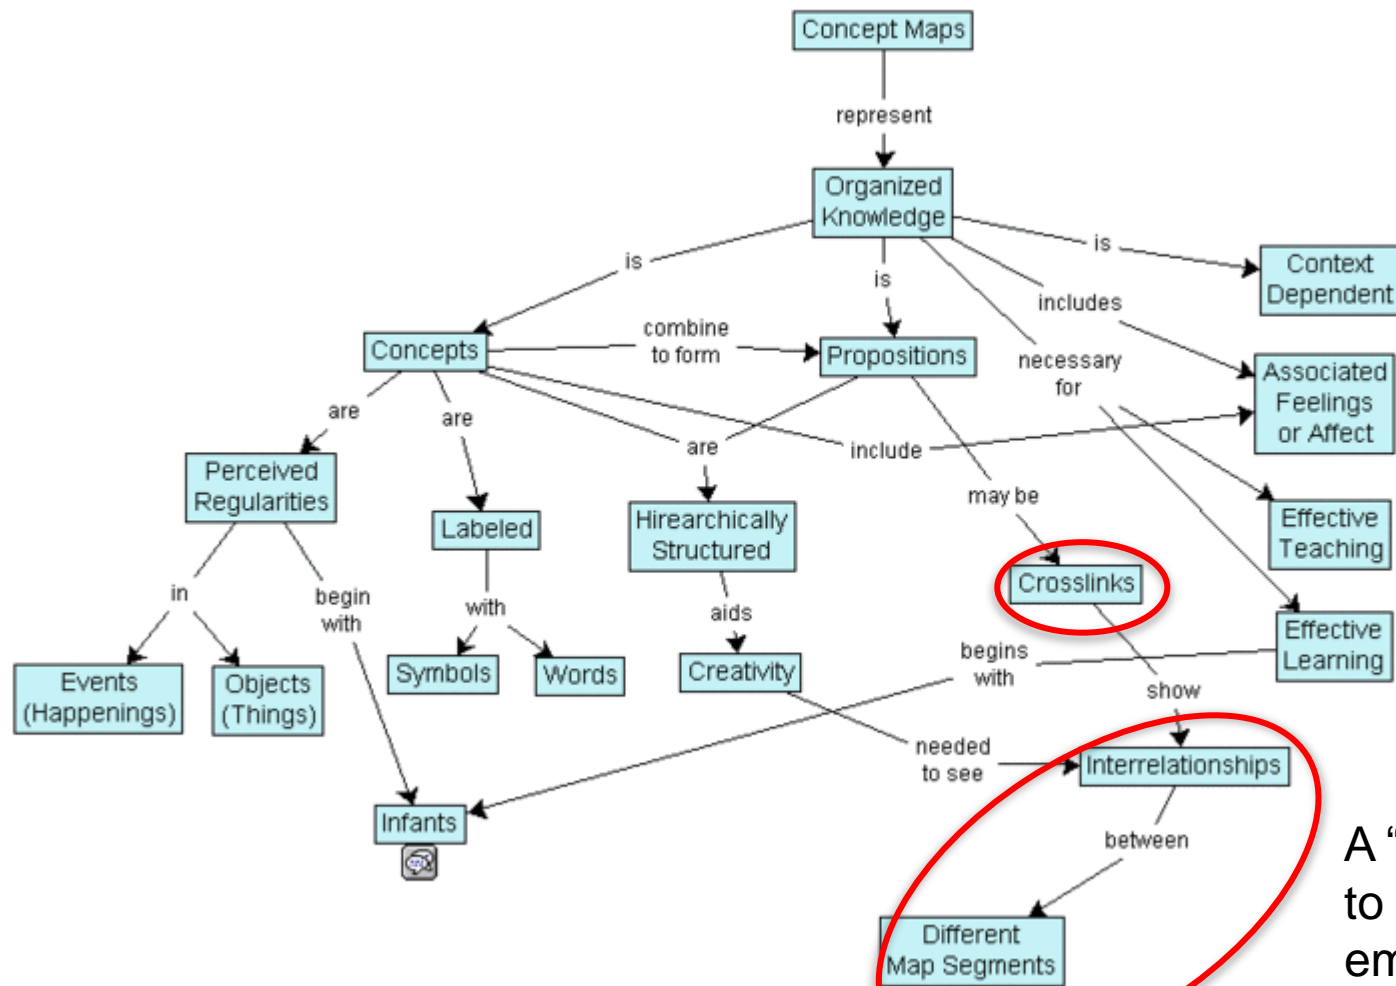 Concept Maps
represent
Organized
Knowledge
is
is
is
includes
necessary
for
Context
Dependent
Concepts
combine
to form
Propositions
Associated
Feelings
or Affect
are
are
are
include
may be
Perceived
Regularities
Labeled
Hirearchically
Structured
Effective
Teaching
Crosslinks
in
begin
with
with
aids
begins
with
Effective
Learning
Events
(Happenings)
Objects
(Things)
Symbols
Words
Creativity
show
needed
to see
Interrelationships
Infants
between
Different
Map Segments
A “
to
em